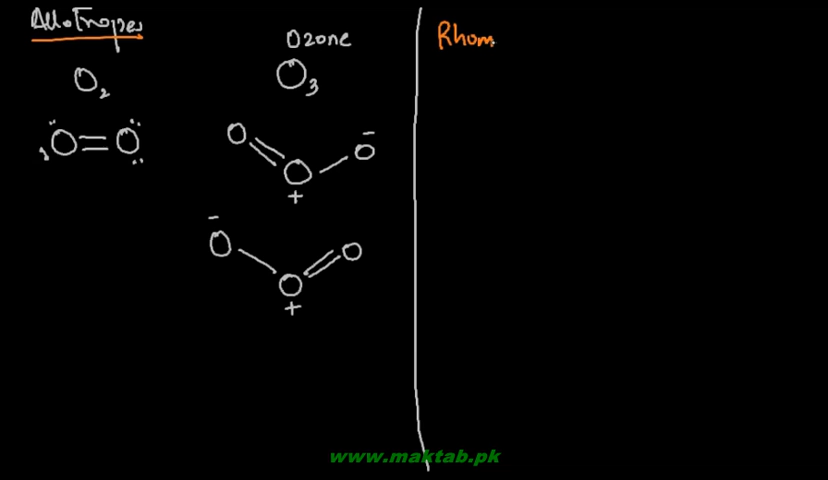 Allotropes
Ozone
O2
O3
O=O
O
O
-
O
+
-
O
O
O
+
Rhom
www.maktab.pk